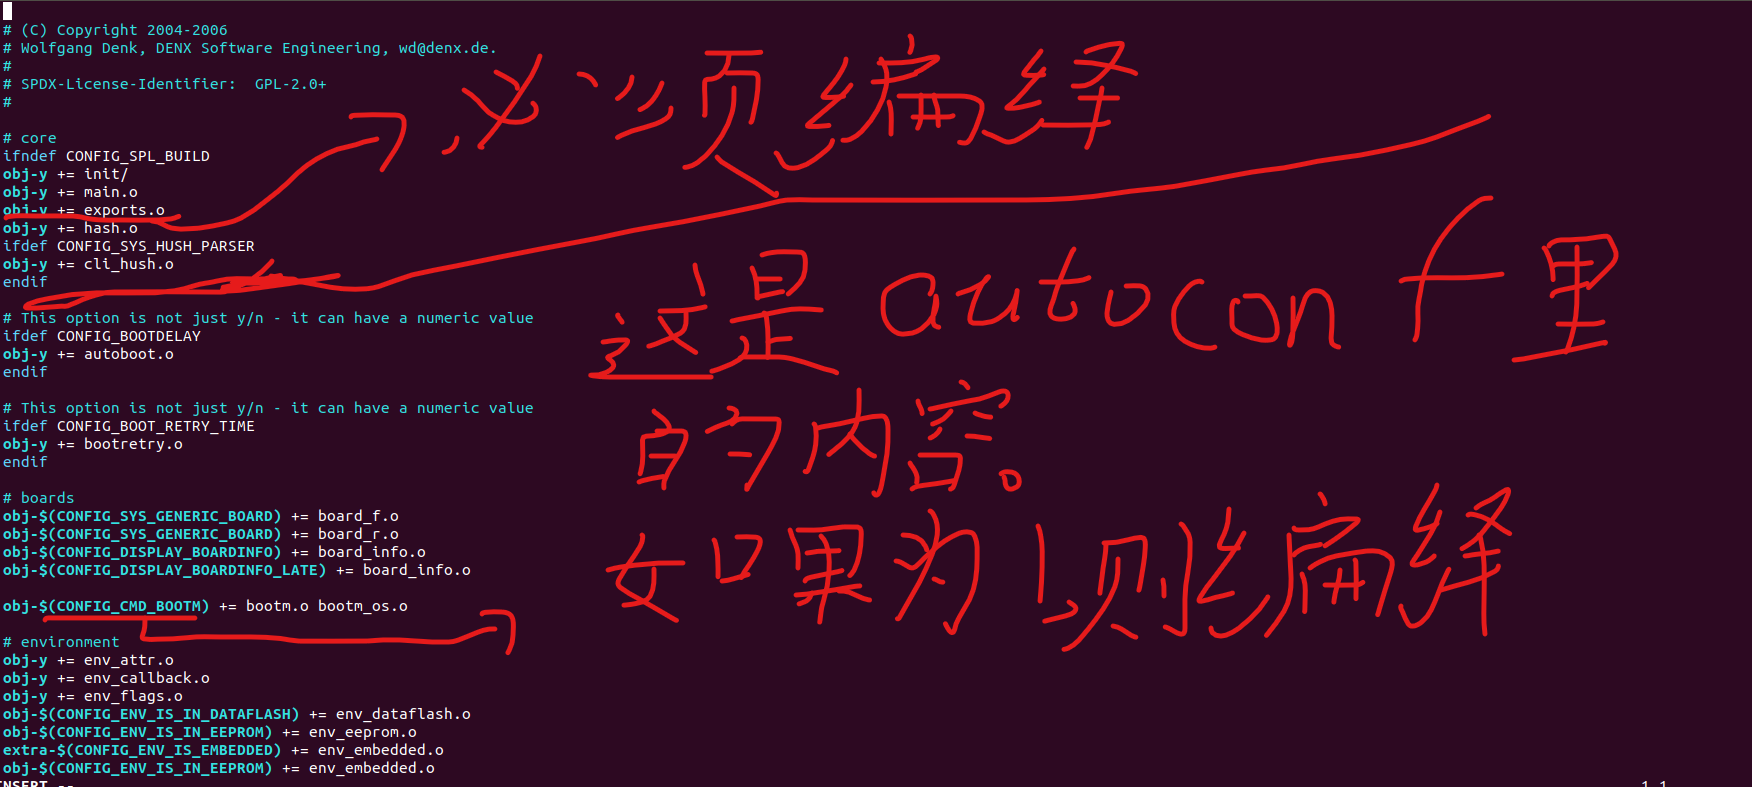 # (C) Copyright 2004-2006
# Wolfgang Denk, DENX Software Engineering, wd@denx.de.
#
# SPDX-License-Identifier:  GPL-2.0+
#
必须编绎
# core
ifndef CONFIG_SPL_BUILD
obj-y += init/
obj-y += main.o
obj-y += exports.o
obj-y += hash.o
ifdef CONFIG_SYS_HUSH_PARSER
obj-y += cli_hush.o
endif
这是autoconf里
# This option is not just y/n - it can have a numeric value
ifdef CONFIG_BOOTDELAY
obj-y += autoboot.o
endif
的内容。
# This option is not just y/n - it can have a numeric value
ifdef CONFIG_BOOT_RETRY_TIME
obj-y += bootretry.o
endif
如果为1则编绎
# boards
obj-$(CONFIG_SYS_GENERIC_BOARD) += board_f.o
obj-$(CONFIG_SYS_GENERIC_BOARD) += board_r.o
obj-$(CONFIG_DISPLAY_BOARDINFO) += board_info.o
obj-$(CONFIG_DISPLAY_BOARDINFO_LATE) += board_info.o
obj-$(CONFIG_CMD_BOOTM) += bootm.o bootm_os.o
# environment
obj-y += env_attr.o
obj-y += env_callback.o
obj-y += env_flags.o
obj-$(CONFIG_ENV_IS_IN_DATAFLASH) += env_dataflash.o
obj-$(CONFIG_ENV_IS_IN_EEPROM) += env_eeprom.o
extra-$(CONFIG_ENV_IS_EMBEDDED) += env_embedded.o
obj-$(CONFIG_ENV_IS_IN_EEPROM) += env_embedded.o